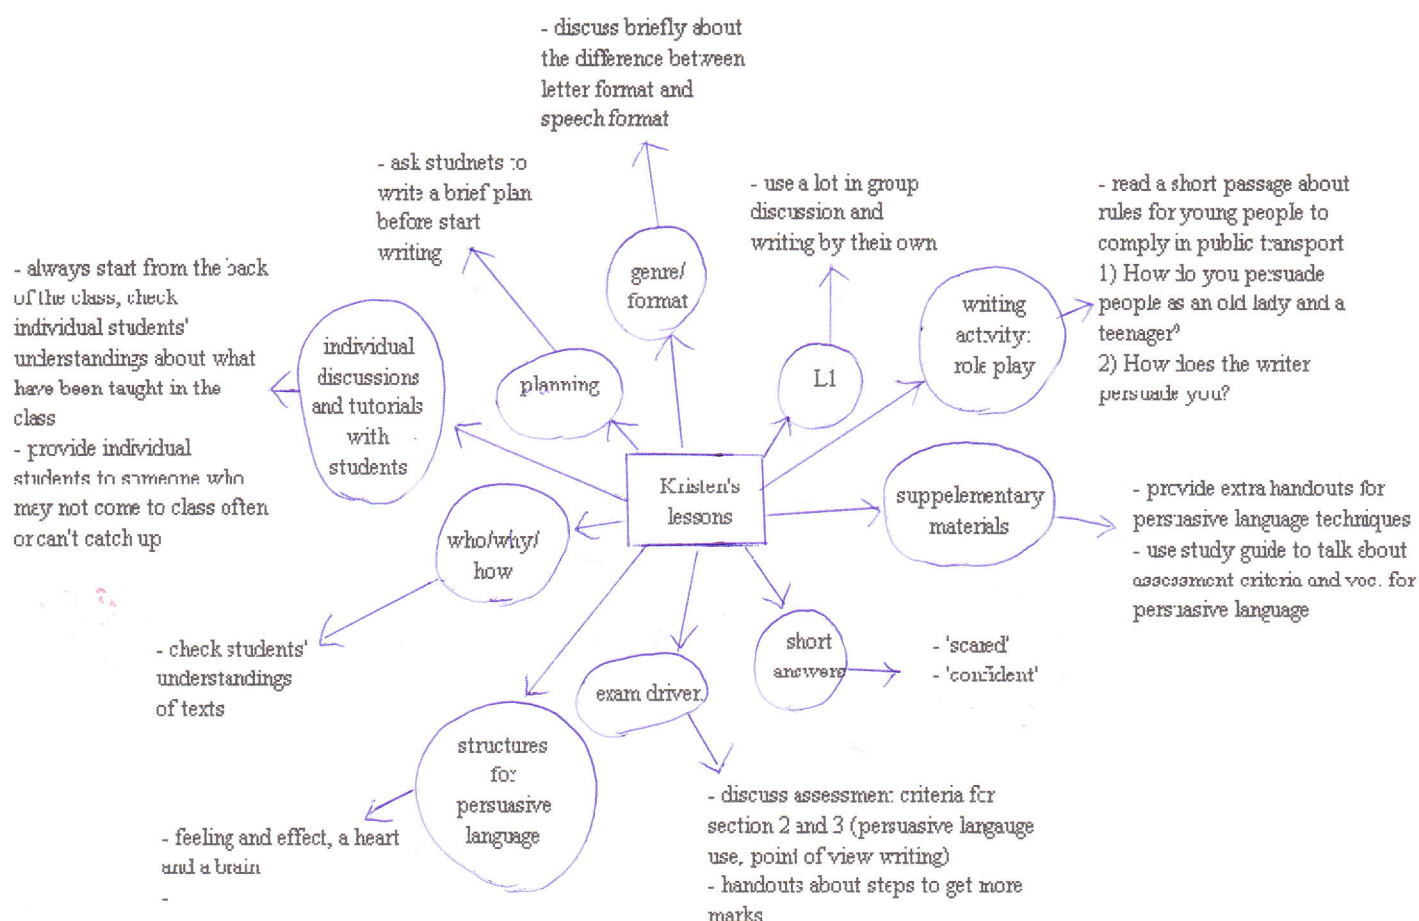 - discuss briefly about
the difference between
letter format and
speech format
- ask studnets to
write a brief plan
before start
writing
- use a lot in group
discussion and
writing by their own
- read a short passage about
rules for young people to
comply in public transport
1) How do you persuade
people as an old lady and a
teenager?
2) How does the writer
persuade you?
- always start from the back
of the class, check
individual students'
understandings about what
have been taught in the
class
- provide individual
students to someone who
may not come to class often
or can't catch up
genre/
format
writing
activity:
role play
individual
discussions
and tutorials
with
students
planning
L1
Kristen's
lessons
suppelementary
materials
- provide extra handouts for
persuasive language techniques
- use study guide to talk about
assessment criteria and voc. for
persuasive language
who/why/
how
- check students'
understandings
of texts
short
answers
- 'scared'
- 'confident'
exam driven
structures
for
persuasive
language
- feeling and effect, a heart
and a brain
-
- discuss assessment criteria for
section 2 and 3 (persuasive langauge
use, point of view writing)
- handouts about steps to get more
marks